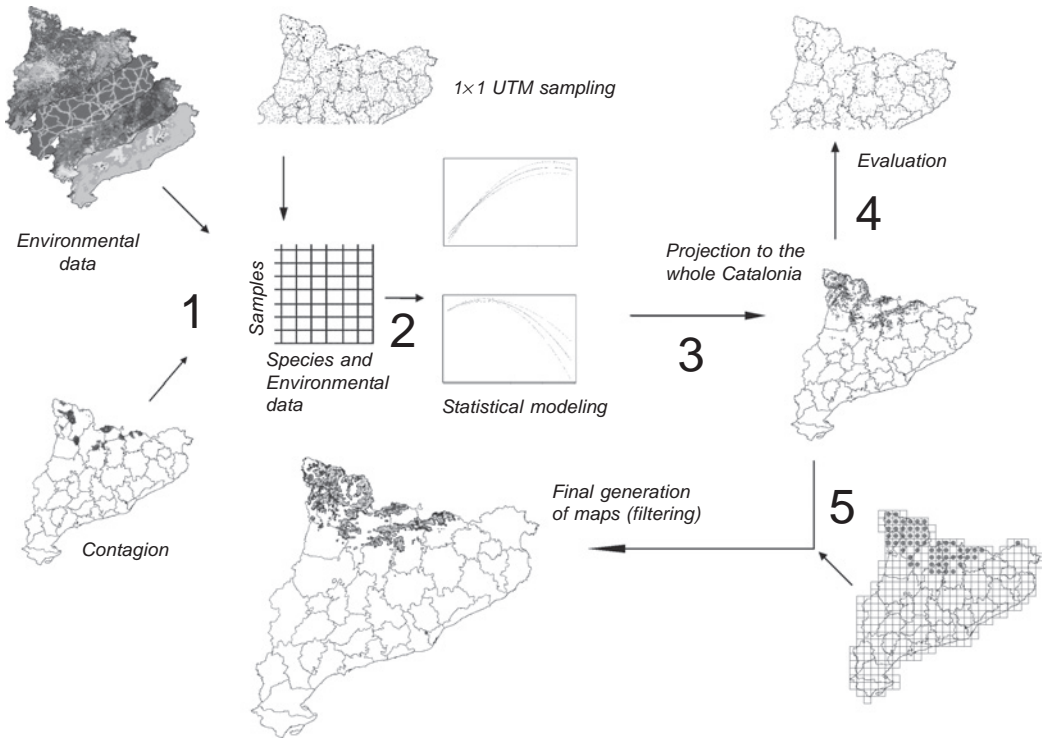 1×1 UTM sampling
Evaluation
4
Environmental
data
Projection to the
whole Catalonia
1
Samples
2
3
Species and
Environmental
data
Statistical modeling
Contagion
Final generation
of maps (filtering)
5